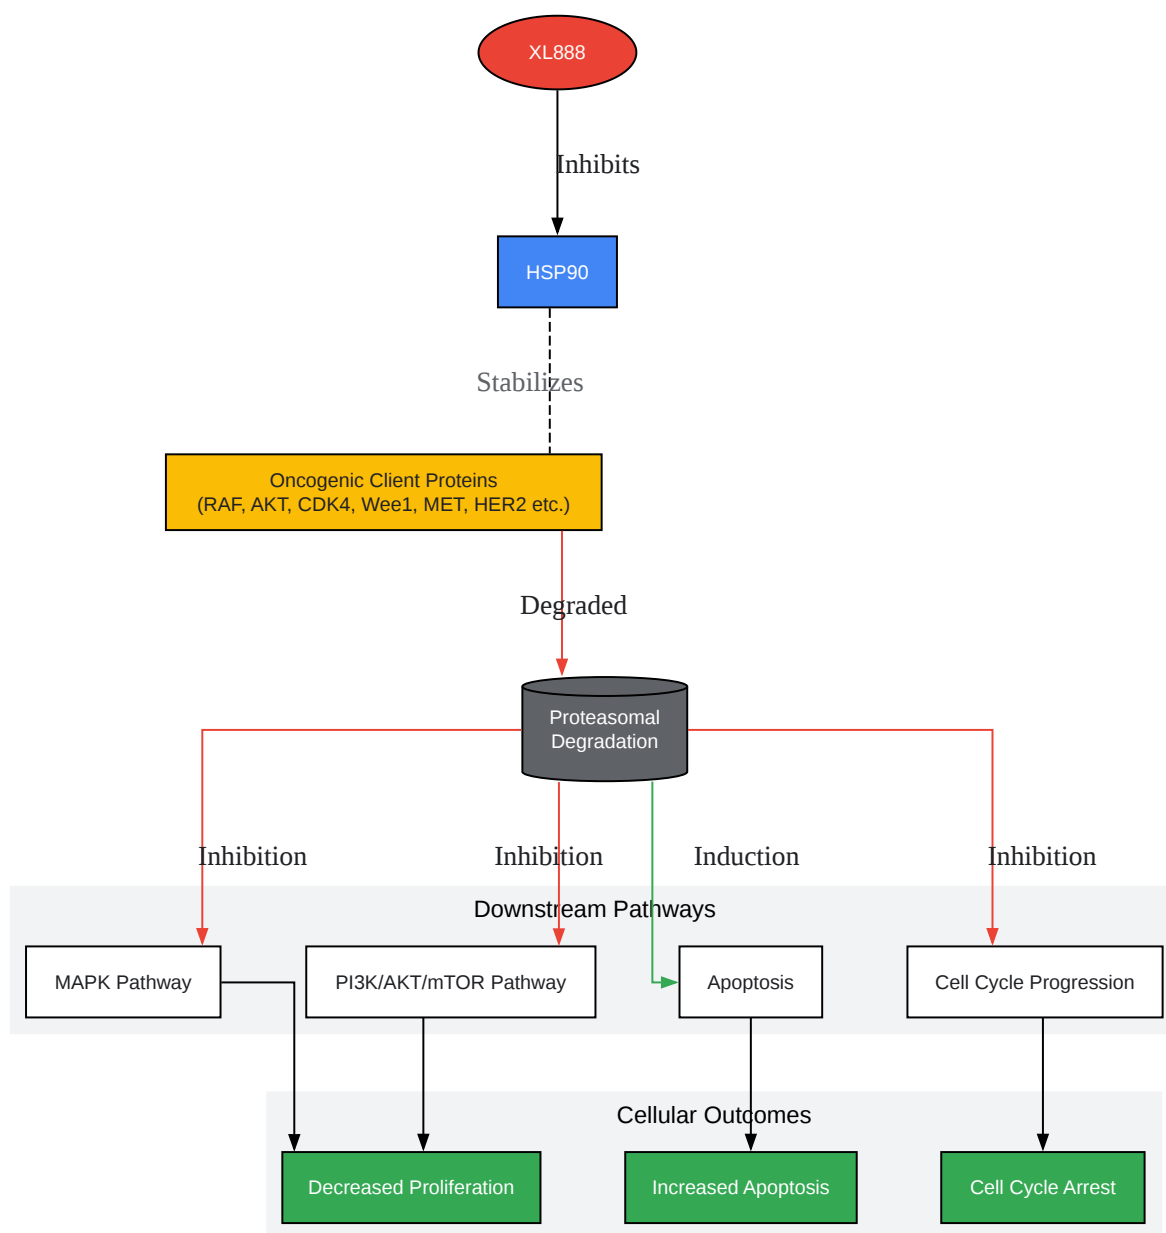 XL888
Inhibits
HSP90
Stabilizes
Oncogenic Client Proteins
(RAF, AKT, CDK4, Wee1, MET, HER2 etc.)
Degraded
Proteasomal
Degradation
Inhibition
Inhibition
Induction
Inhibition
Downstream Pathways
MAPK Pathway
PI3K/AKT/mTOR Pathway
Apoptosis
Cell Cycle Progression
Cellular Outcomes
Decreased Proliferation
Increased Apoptosis
Cell Cycle Arrest